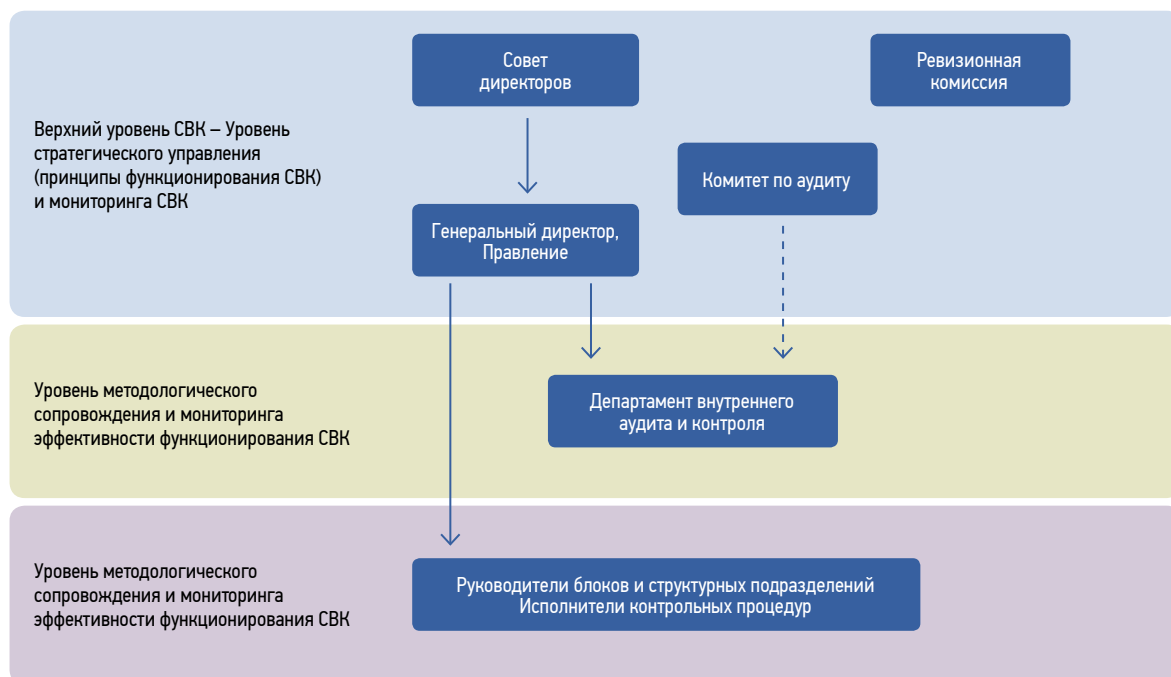 Совет
директоров
Ревизионная
комиссия
Верхний уровень СВК – Уровень
стратегического управления
(принципы функционирования СВК)
и мониторинга СВК
Комитет по аудиту
Генеральный директор,
Правление
Уровень методологического
сопровождения и мониторинга
эффективности функционирования СВК
Департамент внутреннего
аудита и контроля
Уровень методологического
сопровождения и мониторинга
эффективности функционирования СВК
Руководители блоков и структурных подразделений
Исполнители контрольных процедур